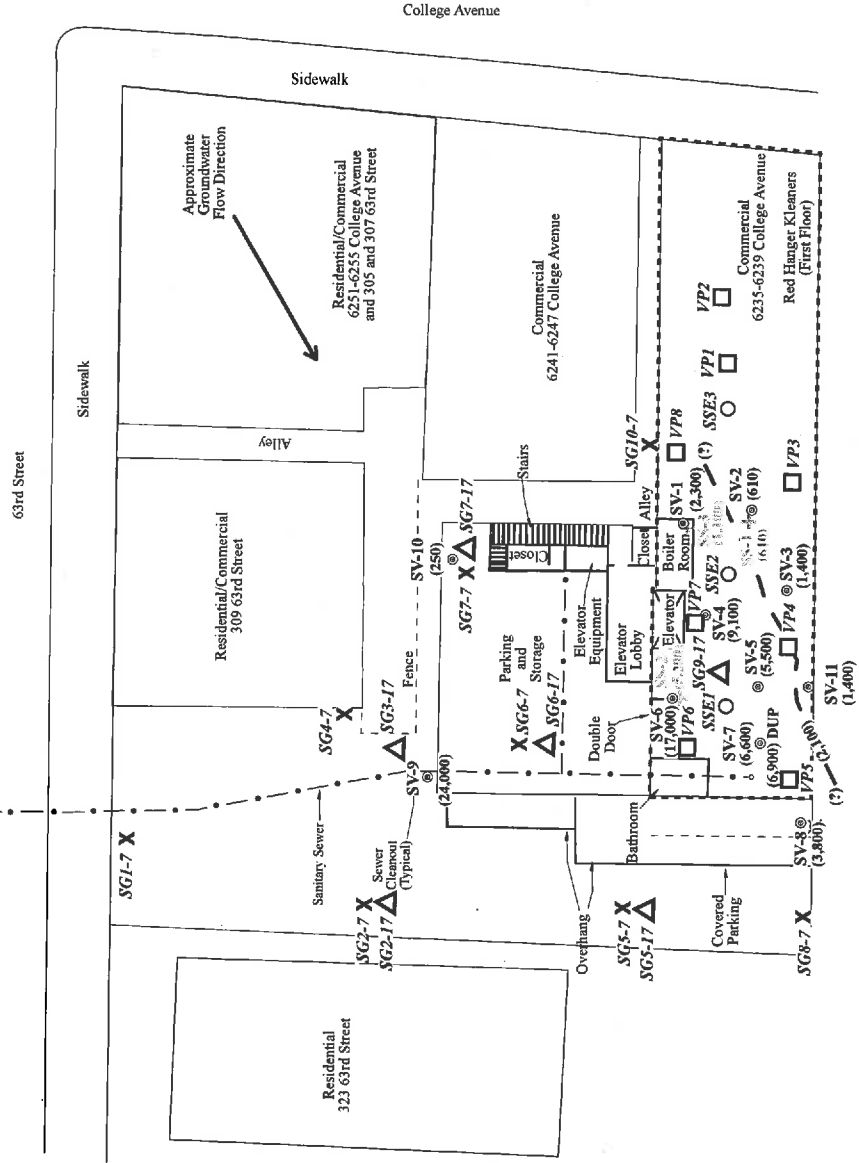 College Avenue
63rd Street
Sidewalk
Sidewalk
Approximate
Groundwater
Flow Direction
Residential/Commercial
6251-6255 College Avenue
and 305 and 307 63rd Street
Commercial
6241-6247 College Avenue
Commercial
6235-6239 College Avenue
Red Hanger Kleaners
(First Floor)
Alley
Residential/Commercial
309 63rd Street
Fence
Stairs
Closet
Closet
Alley
Boiler
Room
Elevator
Elevator
Equipment
Elevator
Lobby
Parking
and
Storage
Double
Door
Bathroom
Overhang
Covered
Parking
Sanitary Sewer
Sewer
Cleanout
(Typical)
Residential
323 63rd Street
SG1-7
SG2-7
SG2-17
SG3-17
SG4-7
SG5-7
SG5-17
SG6-7
SG6-17
SG7-7
SG7-17
SG8-7
SG9-17
SG10-7
VP1
VP2
VP3
VP4
VP5
VP6
VP7
VP8
SSE1
SSE2
SSE3
SV-1
(2,300)
SV-2
(610)
SV-3
(1,400)
SV-4
(9,100)
SV-5
(5,500)
SV-6
(17,000)
SV-7
(6,600)
(6,900) DUP
SV-8
(3,800)
SV-9
(24,000)
SV-10
(250)
SV-11
(1,400)
(2,100)
(610)
(?)
(?)